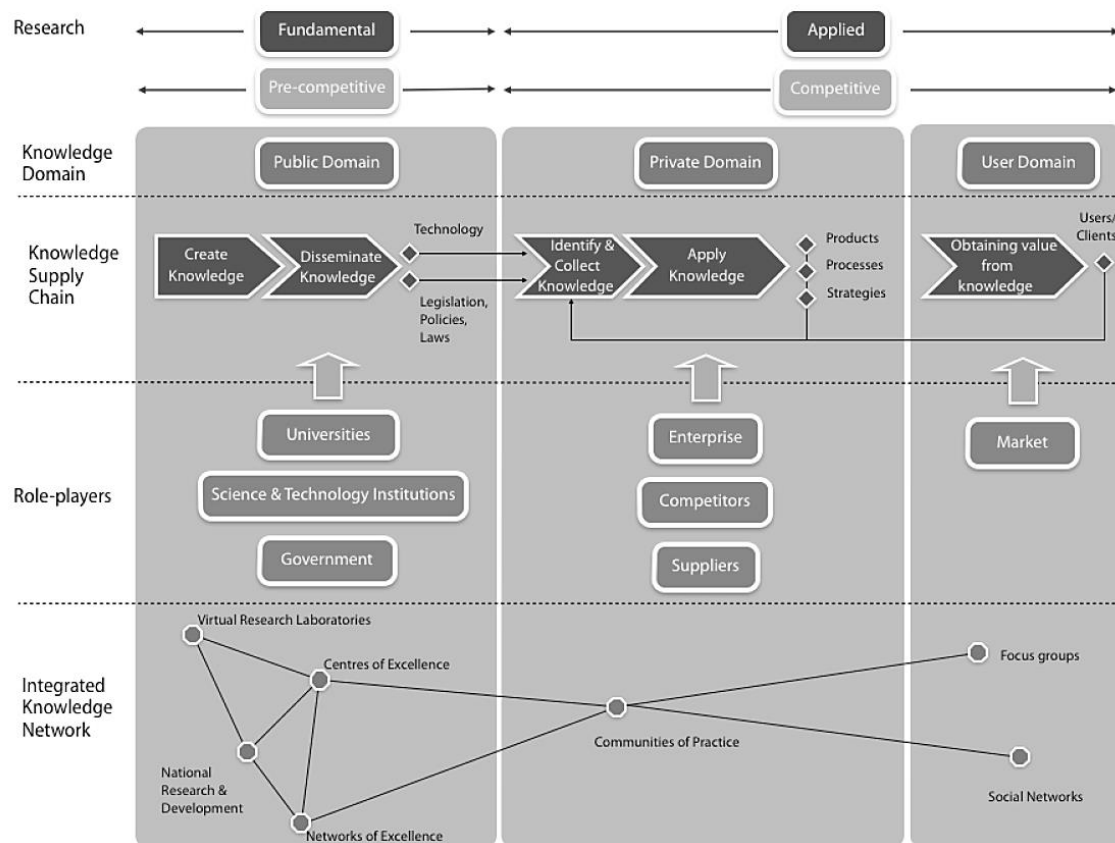 Research
Fundamental
Applied
Pre-competitive
Competitive
Knowledge
Domain
Public Domain
Private Domain
User Domain
Knowledge
Supply
Chain
Create
Knowledge
Disseminate
Knowledge
Technology
Legislation,
Policies,
Laws
Identify &
Collect
Knowledge
Apply
Knowledge
Products
Processes
Strategies
Obtaining value
from
knowledge
Users/
Clients
Role-players
Universities
Science & Technology Institutions
Government
Enterprise
Competitors
Suppliers
Market
Integrated
Knowledge
Network
Virtual Research Laboratories
Centres of Excellence
National
Research &
Development
Networks of Excellence
Communities of Practice
Focus groups
Social Networks